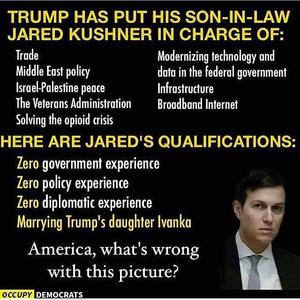 TRUMP HAS PUT HIS SON-IN-LAW
JARED KUSHNER IN CHARGE OF:
Trade
Middle East policy
Israel-Palestine peace
The Veterans Administration
Solving the opioid crisis
Modernizing technology and
data in the federal government
Infrastructure
Broadband Internet
HERE ARE JARED'S QUALIFICATIONS:
Zero government experience
Zero policy experience
Zero diplomatic experience
Marrying Trump's daughter Ivanka
America, what's wrong
with this picture?
OCCUPY DEMOCRATS